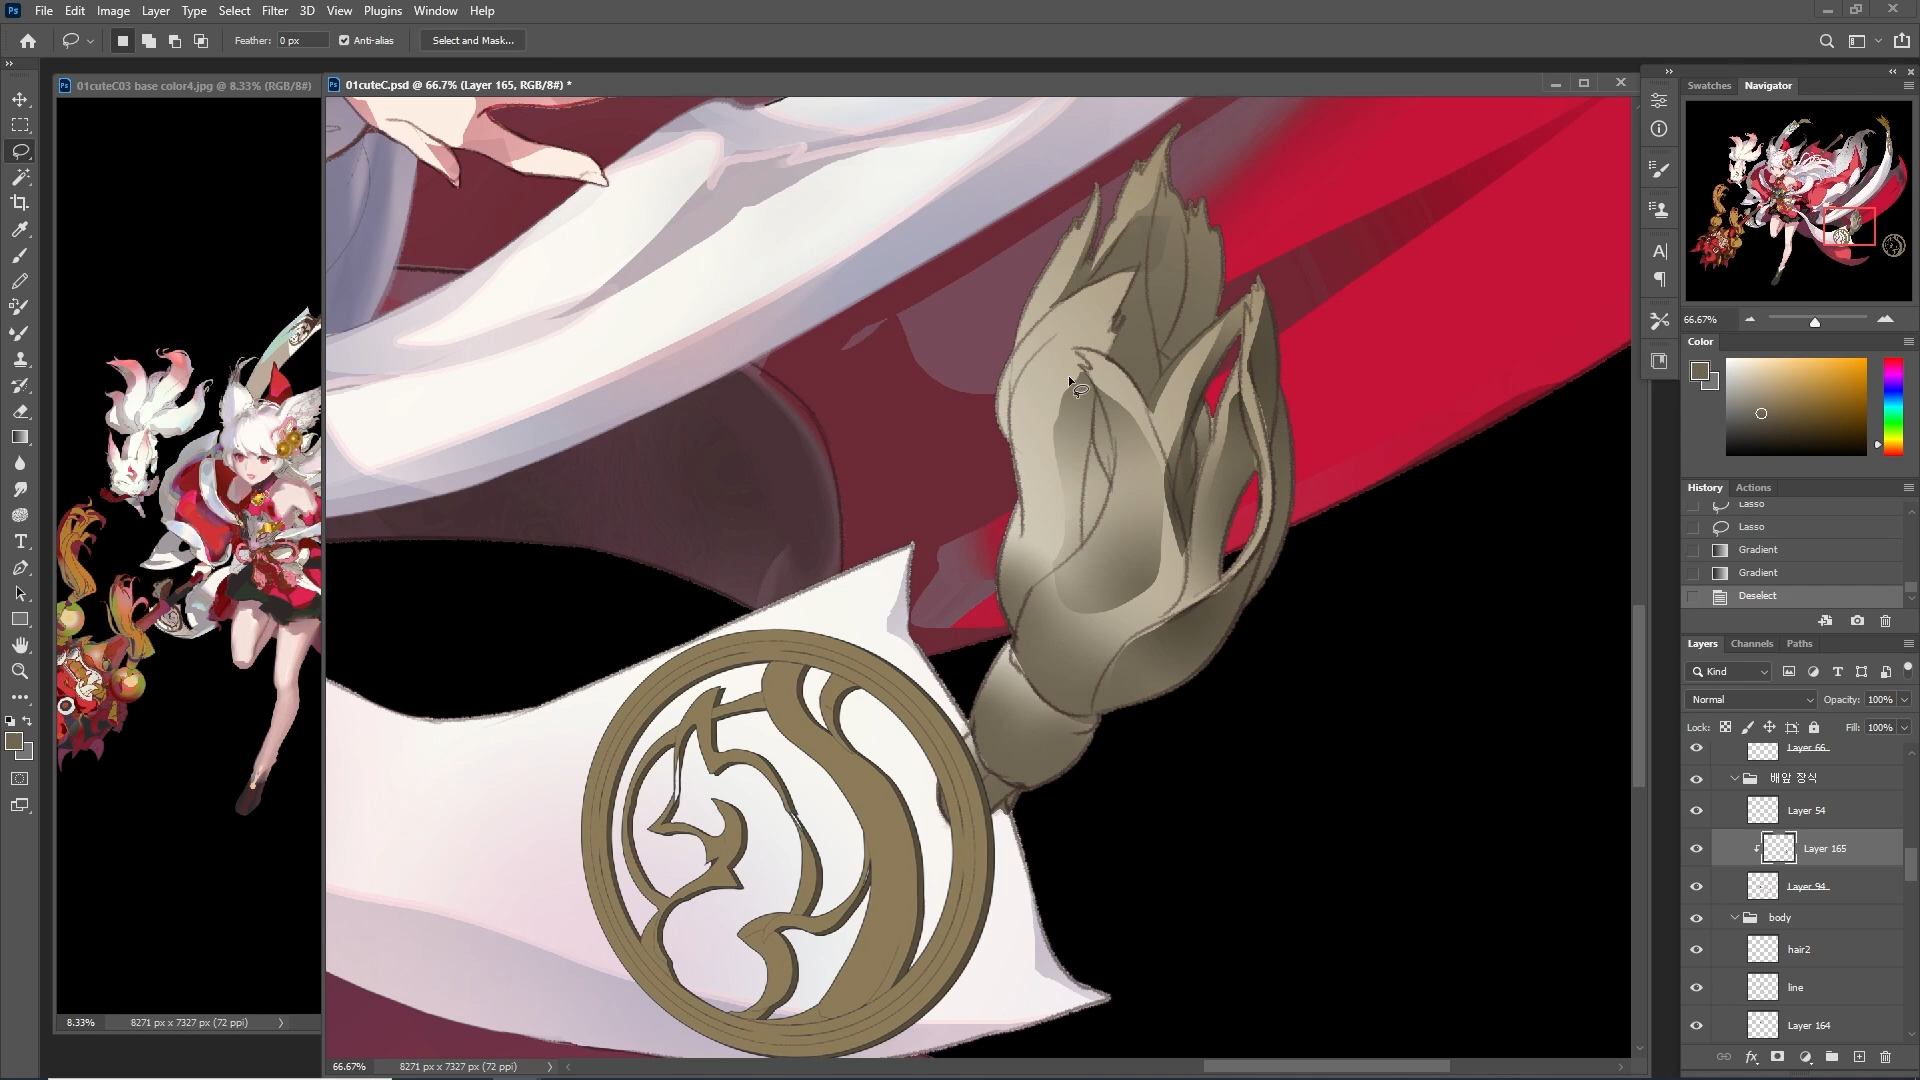 Ps File Edit Image Layer Type Select Filter 3D View Plugins Window Help
Feather: 0 px Anti-alias Select and Mask...
Ps 01cuteC03 base color4.jpg @ 8.33% (RGB/8#)
Ps 01cuteC.psd @ 66.7% (Layer 165, RGB/8#) *
Swatches Navigator
66.67%
Color
History Actions
Lasso
Lasso
Gradient
Gradient
Deselect
Layers Channels Paths
Kind
Normal Opacity: 100%
Lock: Fill: 100%
Layer 66
배앞 장식
Layer 54
Layer 165
Layer 94
body
hair2
line
Layer 164
8.33% 8271 px x 7327 px (72 ppi)
66.67% 8271 px x 7327 px (72 ppi)